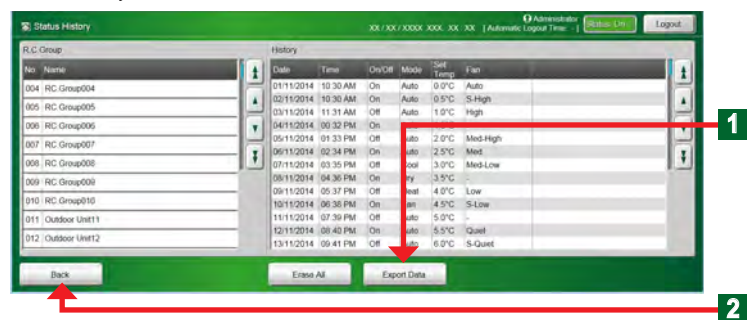 Status History
XX / XX / XXXX XXX. XX XX | Automatic Logout Time: - |
Administrator
Logout
R.C Group
History
No. Name
Date Time On/Off Mode Set Temp Fan
004 RC Group004
005 RC Group005
006 RC Group006
007 RC Group007
008 RC Group008
009 RC Group009
010 RC Group010
011 Outdoor Unit11
012 Outdoor Unit12
01/11/2014 10:30 AM On Auto 0.0°C Auto
02/11/2014 10:30 AM On Auto 0.5°C S-High
03/11/2014 11:31 AM Off Auto 1.0°C High
04/11/2014 00:32 PM On
05/11/2014 01:33 PM Off Auto 2.0°C Med-High
06/11/2014 02:34 PM On Auto 2.5°C Med
07/11/2014 03:35 PM Off Cool 3.0°C Med-Low
08/11/2014 04:36 PM On Dry 3.5°C -
09/11/2014 05:37 PM Off Heat 4.0°C Low
10/11/2014 06:38 PM On Fan 4.5°C S-Low
11/11/2014 07:39 PM Off Auto 5.0°C -
12/11/2014 08:40 PM On Auto 5.5°C Quiet
13/11/2014 09:41 PM Off Auto 6.0°C S-Quiet
Back
Erase All
Export Data
1
2